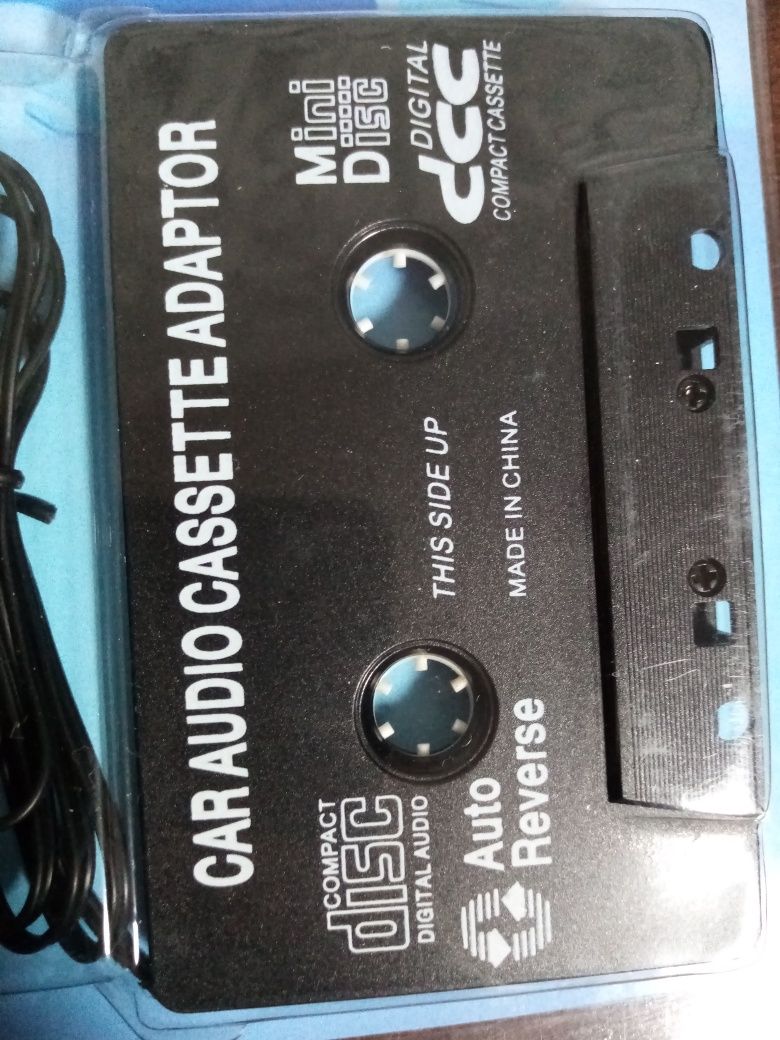 CAR AUDIO CASSETTE ADAPTOR
COMPACT
disc
DIGITAL AUDIO
Mini
Disc
Auto
Reverse
THIS SIDE UP
MADE IN CHINA
DIGITAL
dcc
COMPACT CASSETTE